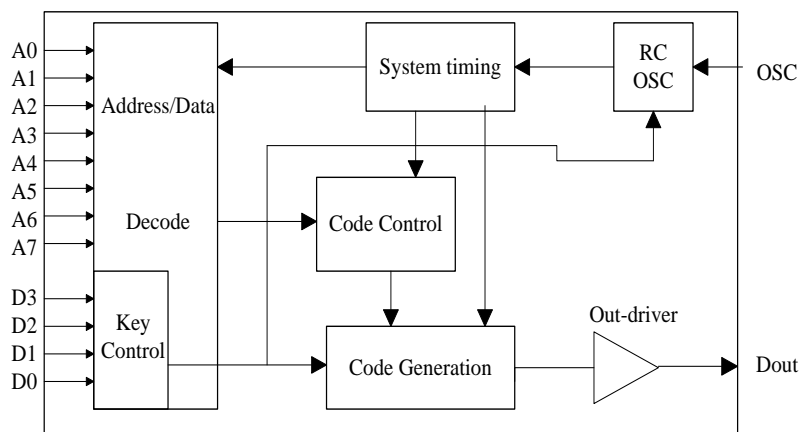 A0
A1
A2
A3
A4
A5
A6
A7
D3
D2
D1
D0
Address/Data
Decode
Key
Control
System timing
RC
OSC
OSC
Code Control
Code Generation
Out-driver
Dout